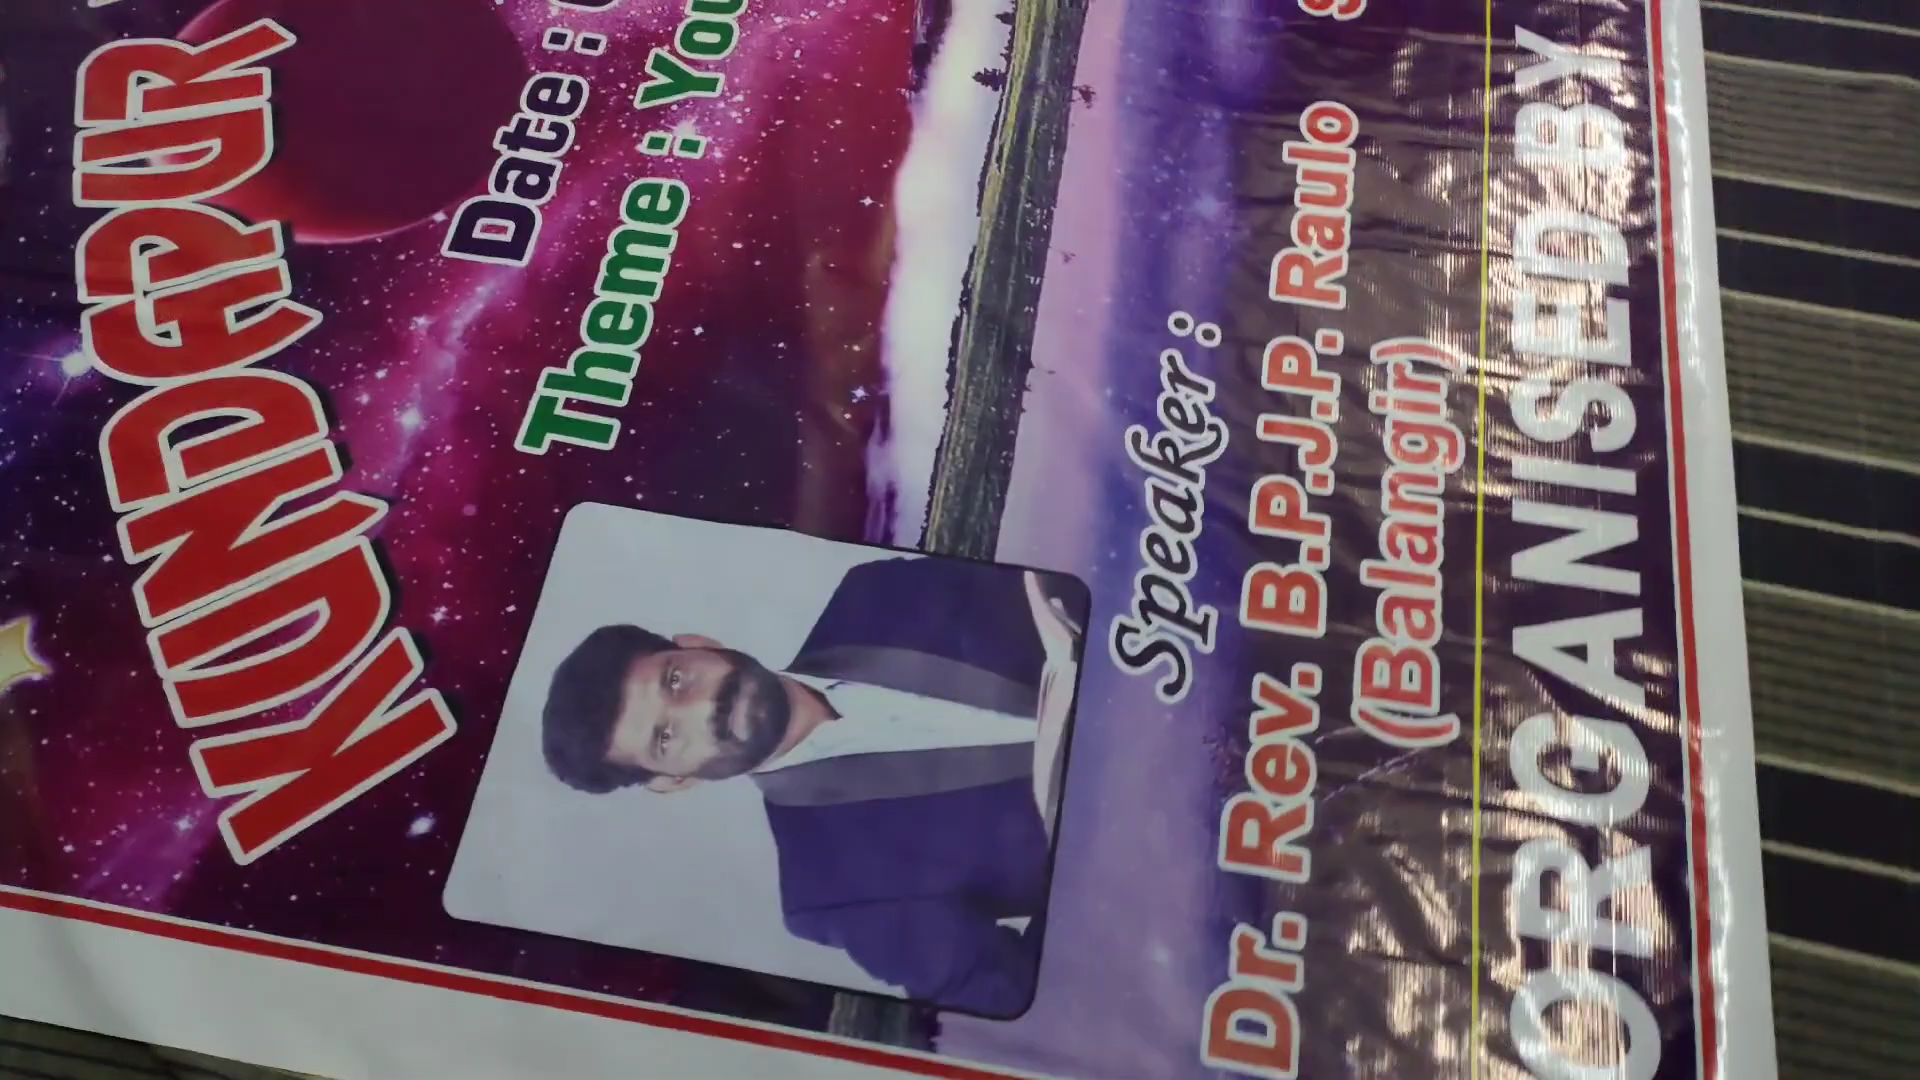 KUNDAPUR
Date :
Theme : You
Speaker :
Dr. Rev. B.P.J.P. Raulo
(Balangir)
ORGANISED BY